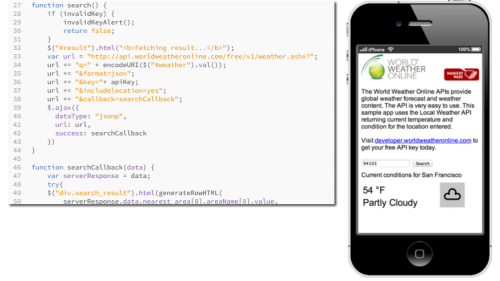 27 function search() {
28 if (invalidKey) {
29 invalidKeyAlert();
30 return false;
31 }
32 $("#result").html("<b>Fetching result...</b>");
33 var url = "http://api.worldweatheronline.com/free/v1/weather.ashx?";
34 url += "q=" + encodeURI($("#weather").val());
35 url += "&format=json";
36 url += "&key="+ apiKey;
37 url += "&includelocation=yes";
38 url += "&callback=searchCallback";
39 $.ajax({
40 dataType: "jsonp",
41 url: url,
42 success: searchCallback
43 })
44 }
45
46 function searchCallback(data) {
47 var serverResponse = data;
48 try{
49 $("div.search_result").html(generateRowHTML(
50 serverResponse.data.nearest_area[0].areaName[0].value,
iPhone
100%
WORLD
WEATHER
ONLINE
MUDICRY
MADE
The World Weather Online APIs provide
global weather forecast and weather
content. The API is very easy to use. This
sample app uses the Local Weather API
returning current temperature and
condition for the location entered.
Visit developer.worldweatheronline.com to
get your free API key today.
94103 Search
Current conditions for San Francisco
54 °F
Partly Cloudy